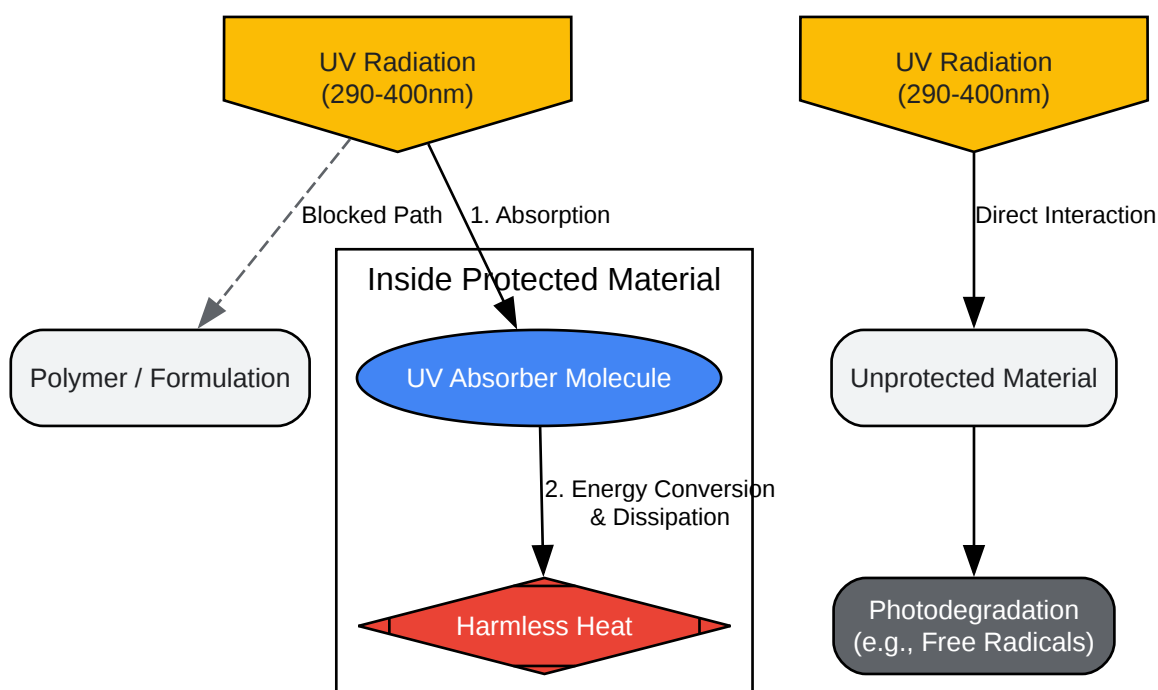 UV Radiation
(290-400nm)
UV Radiation
(290-400nm)
Blocked Path
1. Absorption
Direct Interaction
Inside Protected Material
Polymer / Formulation
UV Absorber Molecule
Unprotected Material
2. Energy Conversion
& Dissipation
Harmless Heat
Photodegradation
(e.g., Free Radicals)